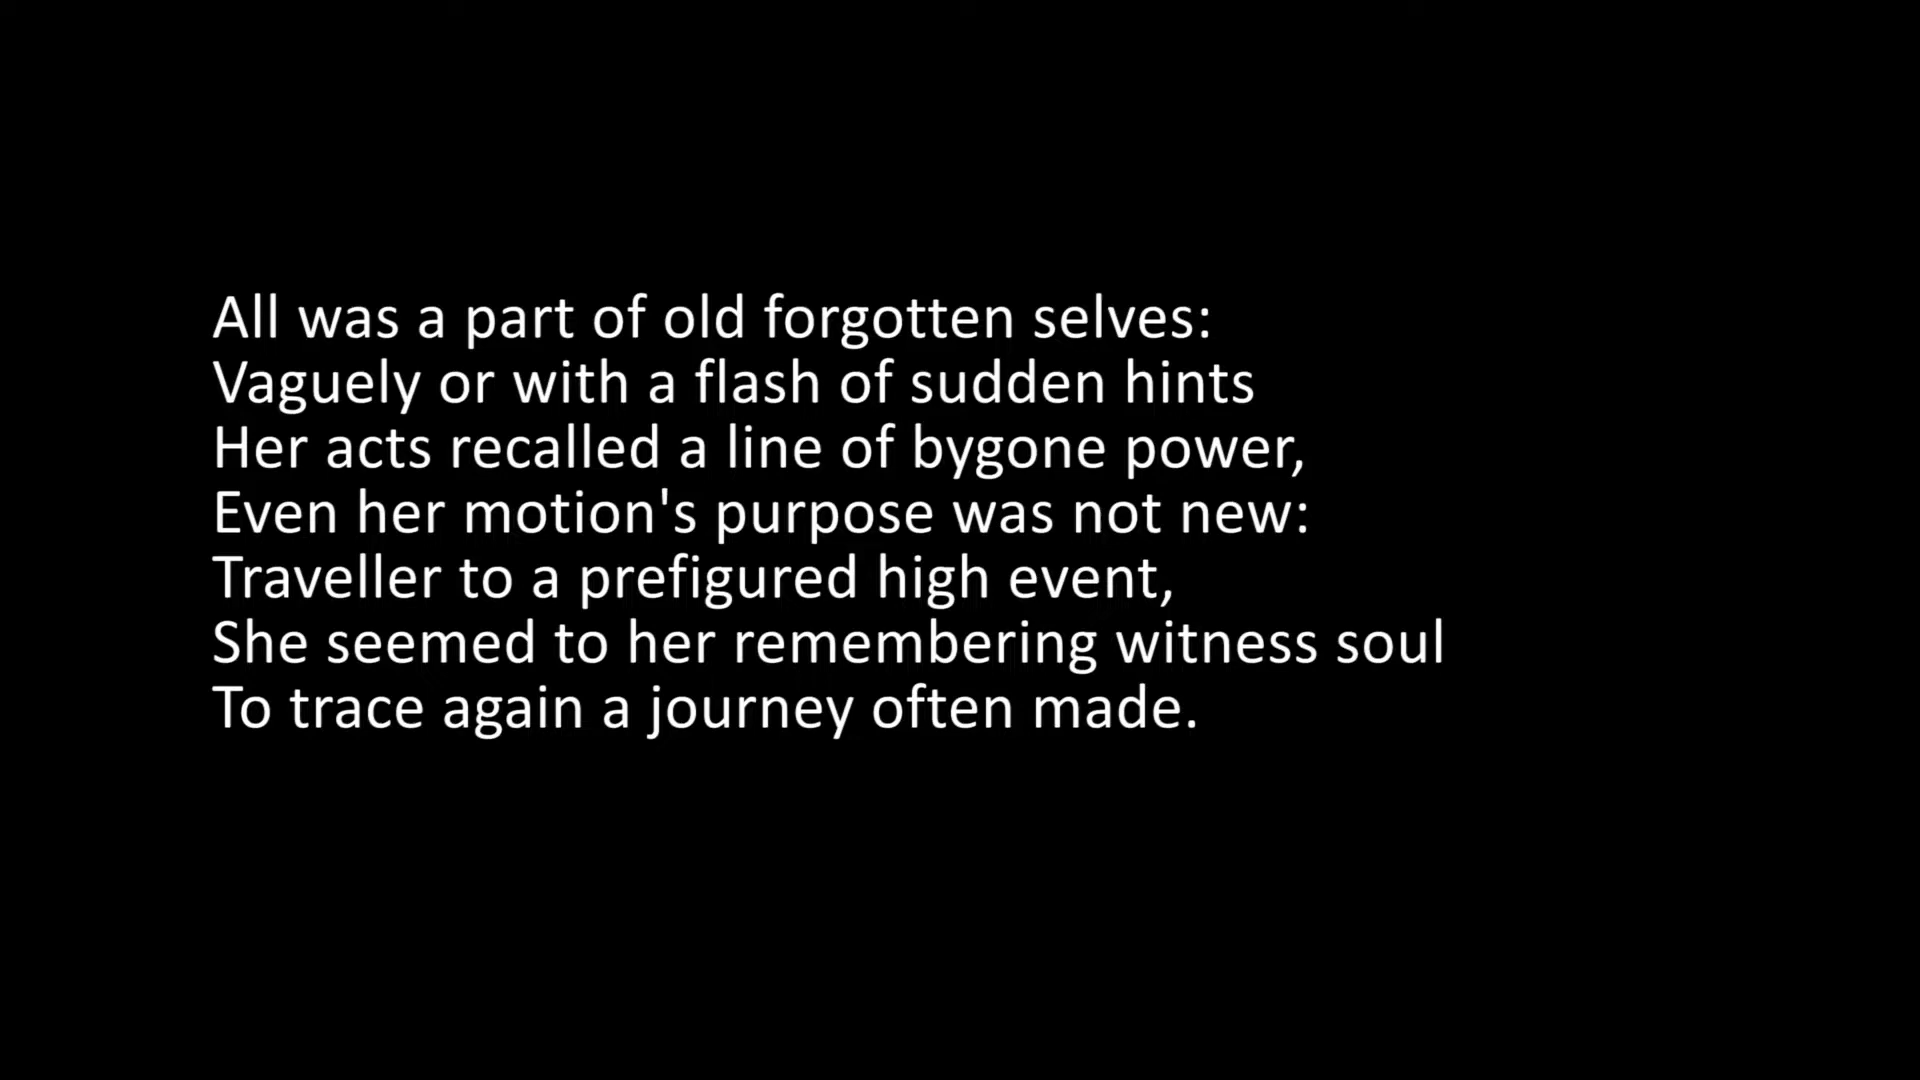 All was a part of old forgotten selves:
Vaguely or with a flash of sudden hints
Her acts recalled a line of bygone power,
Even her motion's purpose was not new:
Traveller to a prefigured high event,
She seemed to her remembering witness soul
To trace again a journey often made.